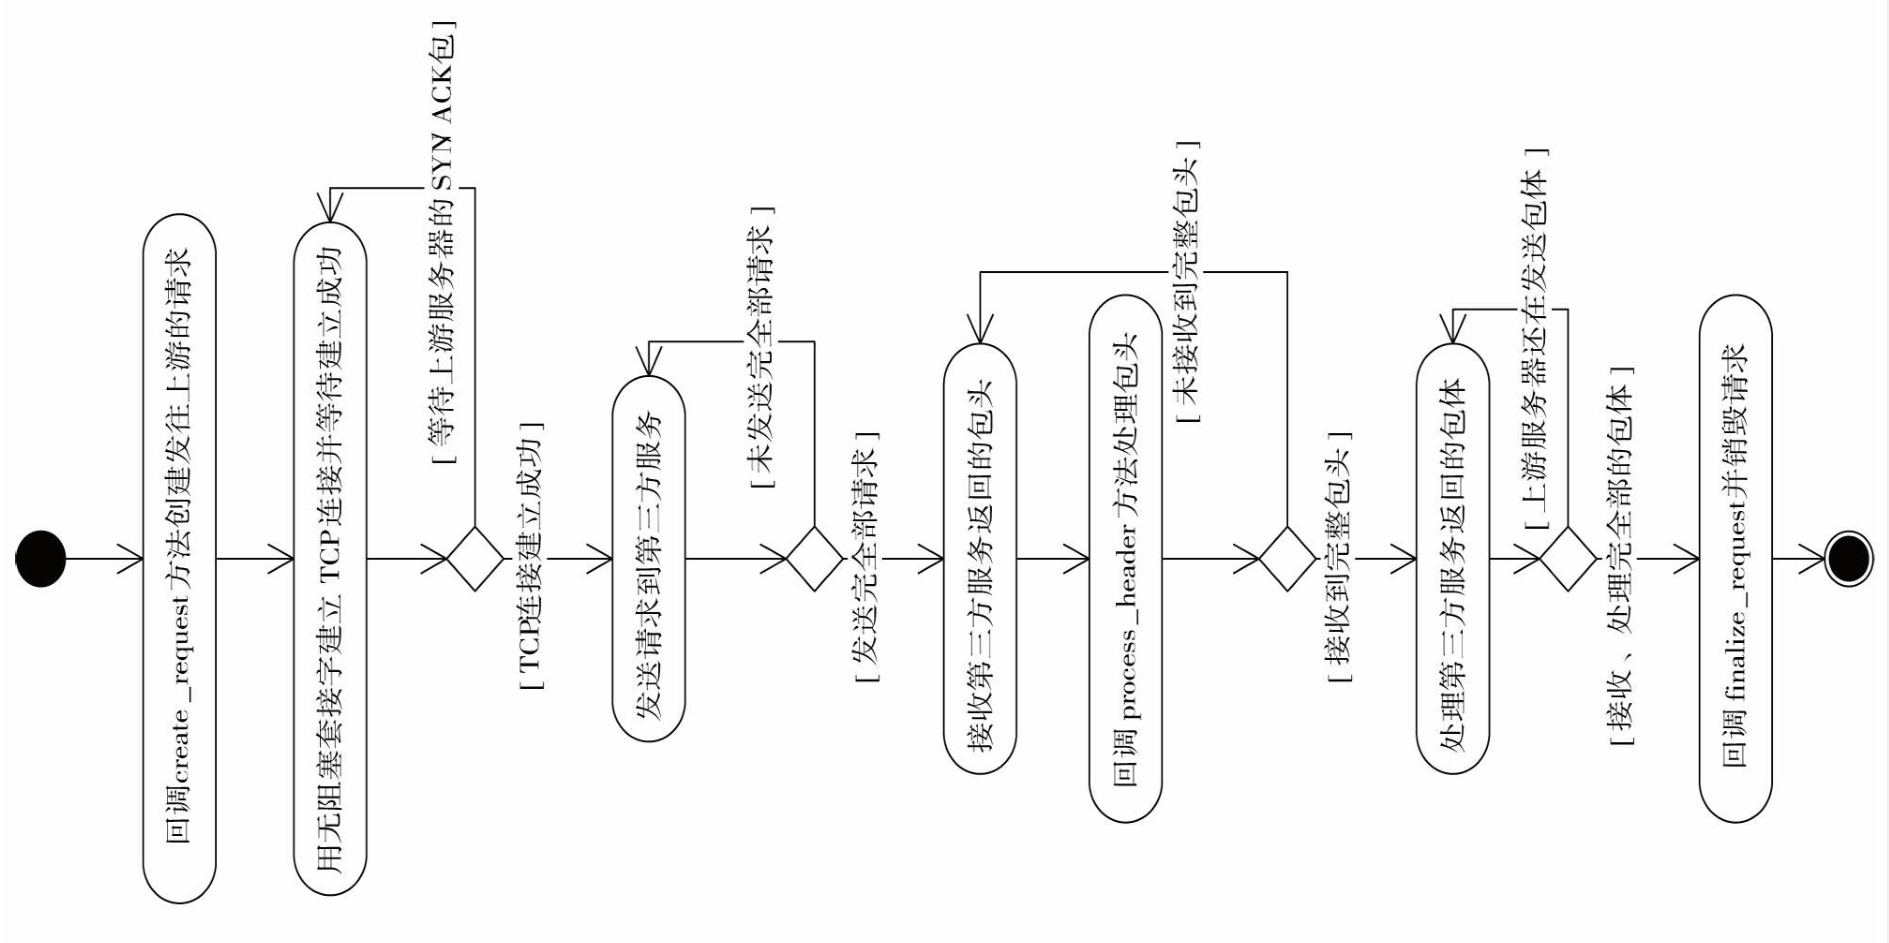 回调create_request方法创建发往上游的请求
用无阻塞套接字建立 TCP连接并等待建立成功
[ 等待上游服务器的 SYN/ ACK包 ]
[ TCP连接建立成功 ]
发送请求到第三方服务
[ 未发送完全部请求 ]
[ 发送完全部请求 ]
接收第三方服务返回的包头
回调 process_header 方法处理包头
[ 未接收到完整包头 ]
[ 接收到完整包头 ]
处理第三方服务返回的包体
[ 上游服务器还在发送包体 ]
[ 接收、处理完全部的包体 ]
回调 finalize_request并销毁请求